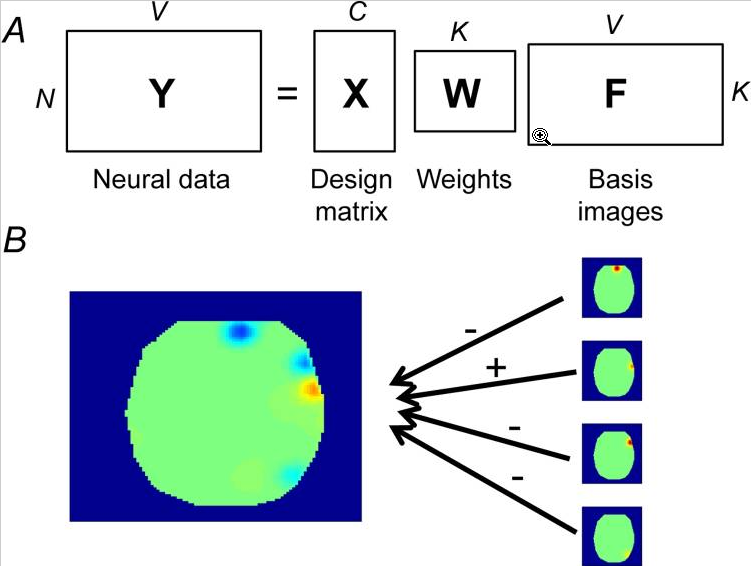 A
V
C
K
V
N
Y
=
X
W
F
K
Neural data
Design
matrix
Weights
Basis
images
B
-
+
-
-